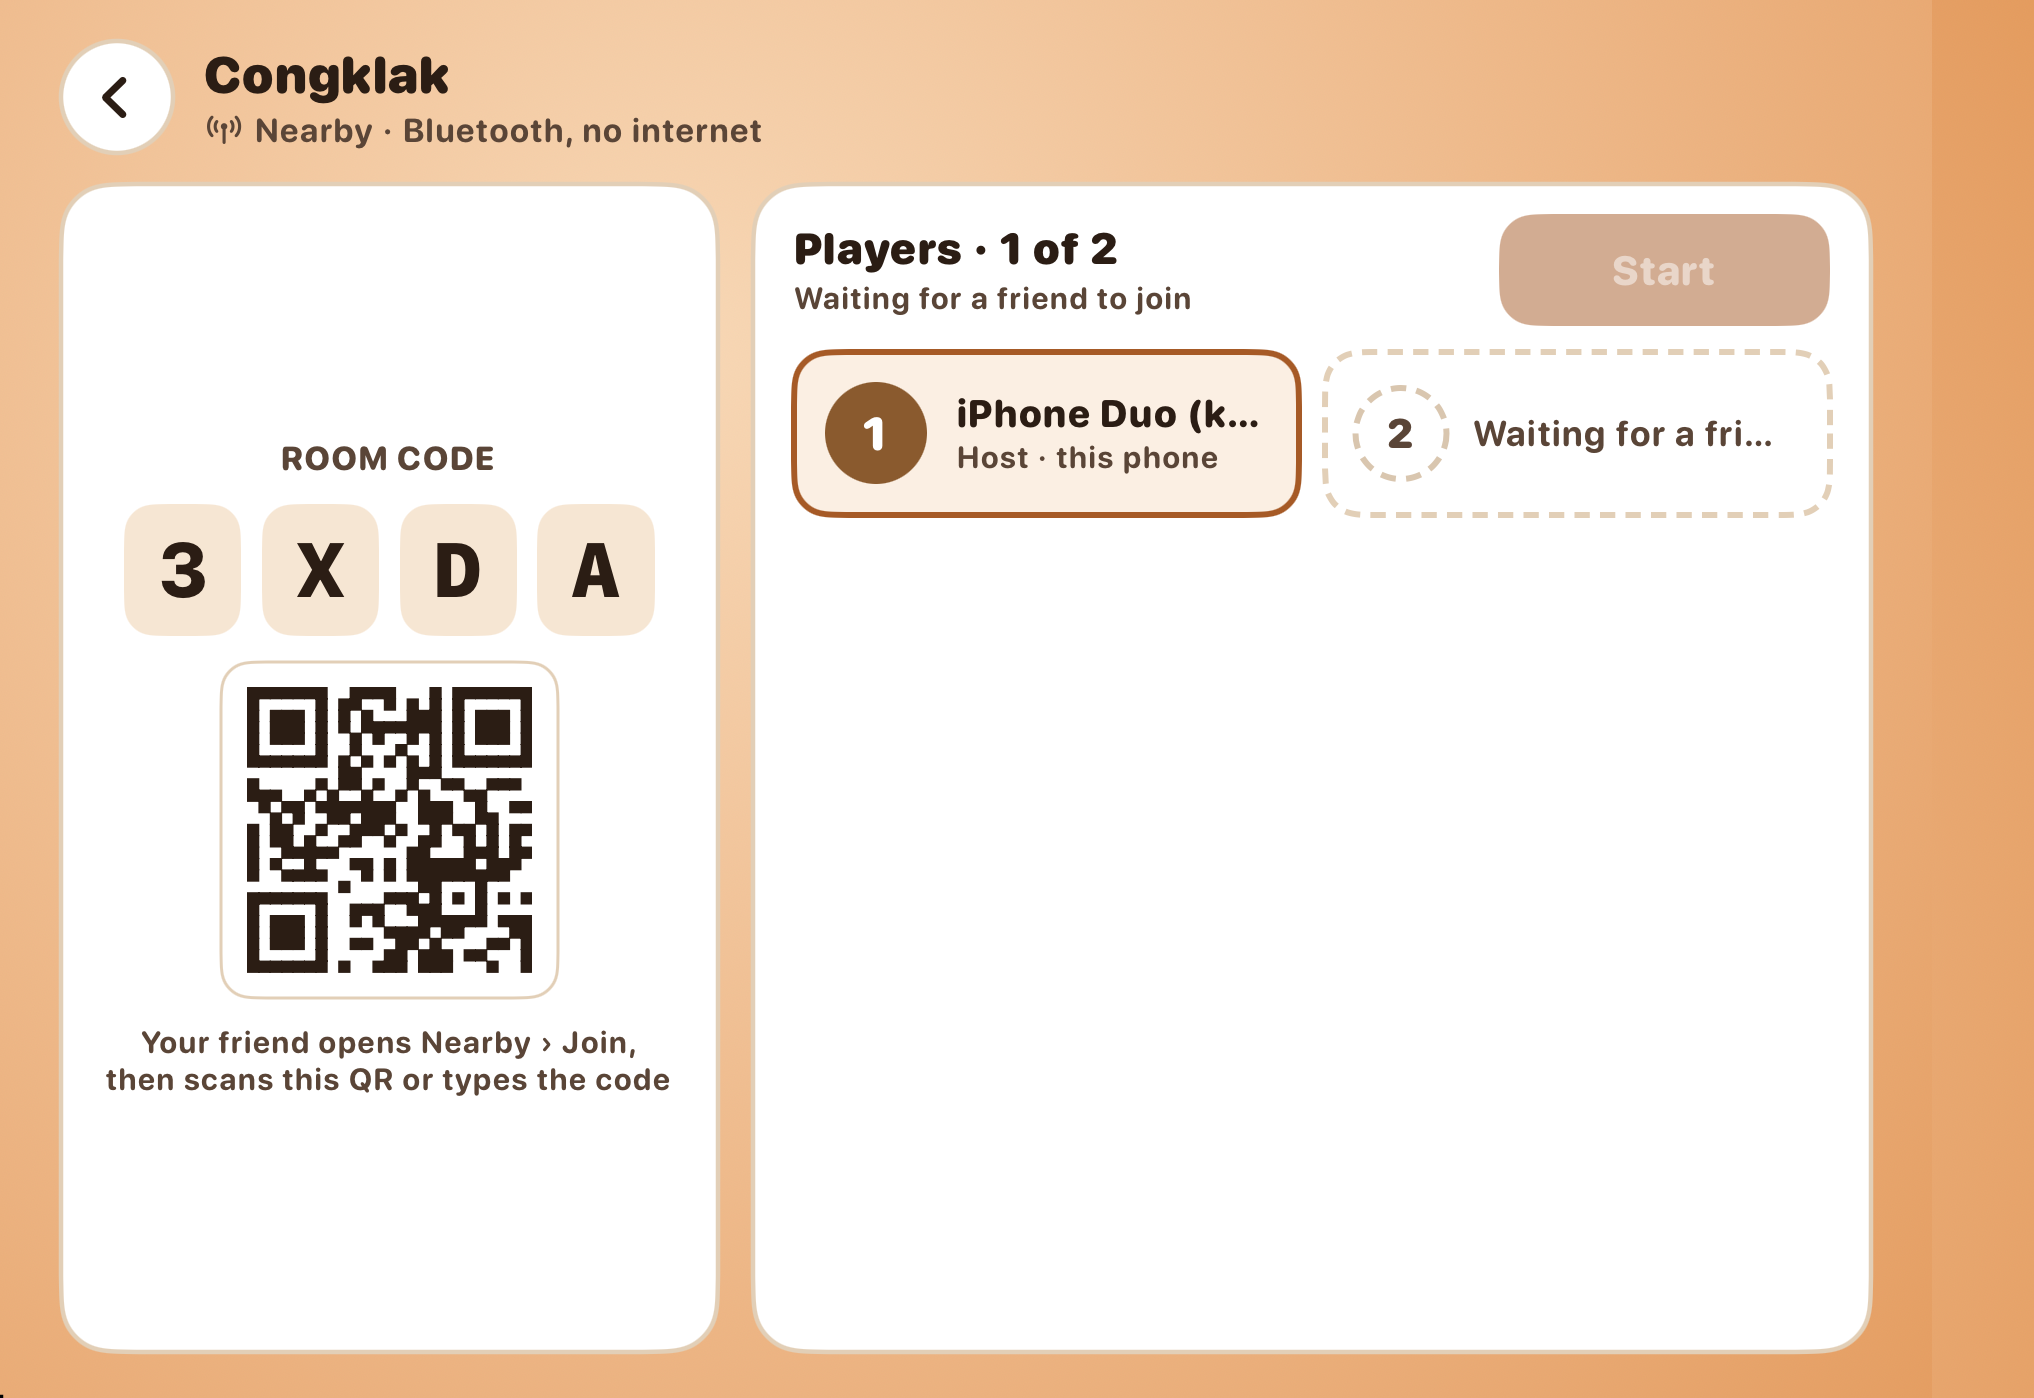 Congklak
Nearby · Bluetooth, no internet
ROOM CODE
3 X D A
Your friend opens Nearby › Join,
then scans this QR or types the code
Players · 1 of 2
Waiting for a friend to join
Start
1
iPhone Duo (k...
Host · this phone
2
Waiting for a fri...